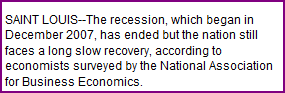 SAINT LOUIS--The recession, which began in
December 2007, has ended but the nation still
faces a long slow recovery, according to
economists surveyed by the National Association
for Business Economics.